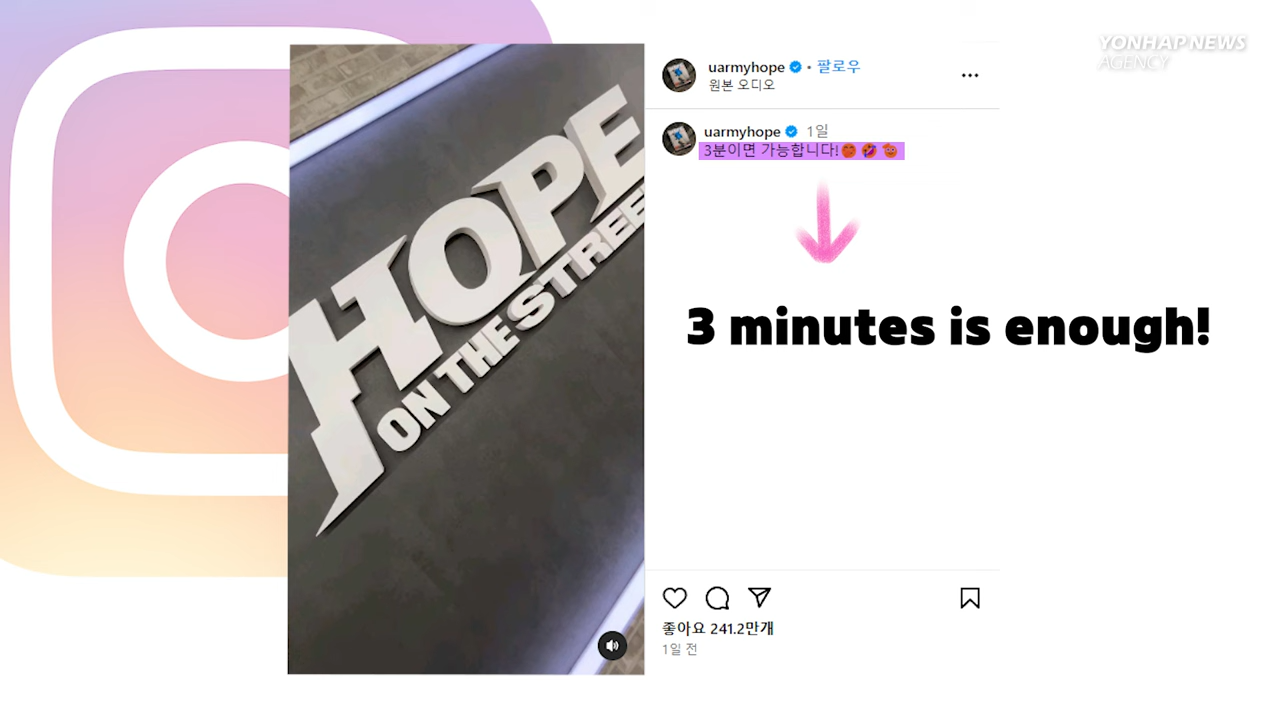 YONHAP NEWS
AGENCY
HOPE
ON THE STREE
uarmyhope • 팔로우
원본 오디오
uarmyhope 1일
3분이면 가능합니다!
3 minutes is enough!
좋아요 241.2만개
1일 전